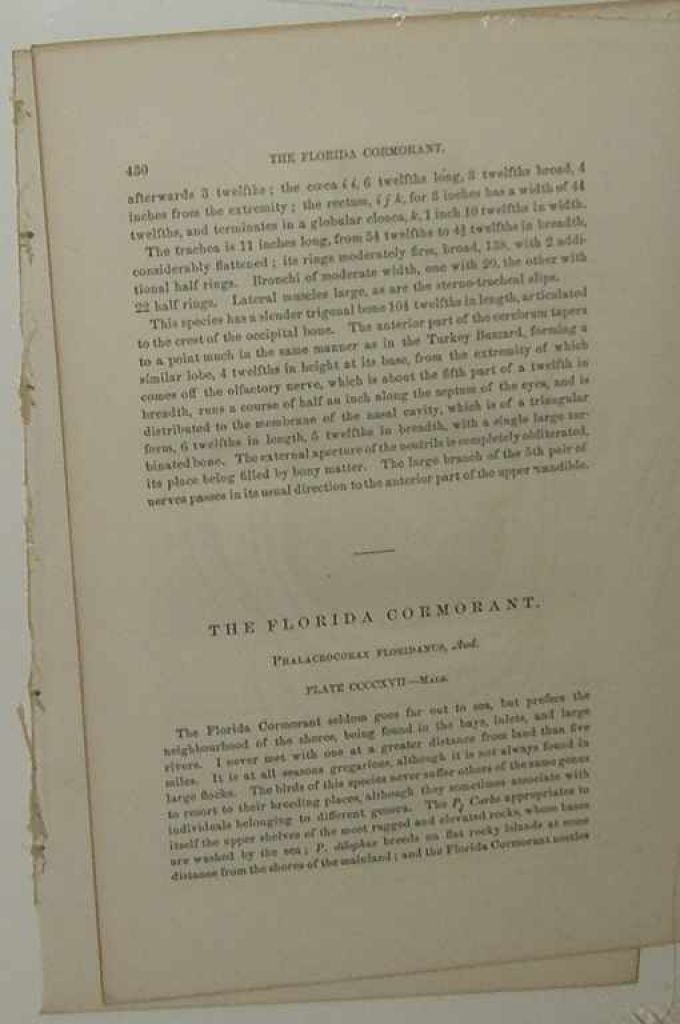 430
THE FLORIDA CORMORANT.
afterwards 3 twelfths; the cœca i i, 6 twelfths long, 3 twelfths broad, 4
inches from the extremity; the rectum, i j k, for 3 inches has a width of 4½
twelfths, and terminates in a globular cloaca, k, 1 inch 10 twelfths in width.
The trachea is 11 inches long, from 5½ twelfths to 4½ twelfths in breadth,
considerably flattened; its rings moderately firm, broad, 138, with 2 addi-
tional half rings. Bronchi of moderate width, one with 20, the other with
22 half rings. Lateral muscles large, as are the sterno-tracheal slips.
This species has a slender trigonal bone 10½ twelfths in length, articulated
to the crest of the occipital bone. The anterior part of the cerebrum tapers
to a point much in the same manner as in the Turkey Buzzard, forming a
similar lobe, 4 twelfths in height at its base, from the extremity of which
comes off the olfactory nerve, which is about the fifth part of a twelfth in
breadth, runs a course of half an inch along the septum of the eyes, and is
distributed to the membrane of the nasal cavity, which is of a triangular
form, 6 twelfths in length, 5 twelfths in breadth, with a single large tur-
binated bone. The external aperture of the nostrils is completely obliterated,
its place being filled by bony matter. The large branch of the 5th pair of
nerves passes in its usual direction to the anterior part of the upper mandible.
THE FLORIDA CORMORANT.
PHALACROCORAX FLORIDANUS, Aud.
PLATE CCCCXVII—MALE.
The Florida Cormorant seldom goes far out to sea, but prefers the
neighbourhood of the shores, being found in the bays, inlets, and large
rivers. I never met with one at a greater distance from land than five
miles. It is at all seasons gregarious, although it is not always found in
large flocks. The birds of this species never suffer others of the same genus
to resort to their breeding places, although they sometimes associate with
individuals belonging to different genera. The P. Carbo appropriates to
itself the upper shelves of the most rugged and elevated rocks, whose bases
are washed by the sea; P. dilophus breeds on flat rocky islands at some
distance from the shores of the mainland; and the Florida Cormorant nestles